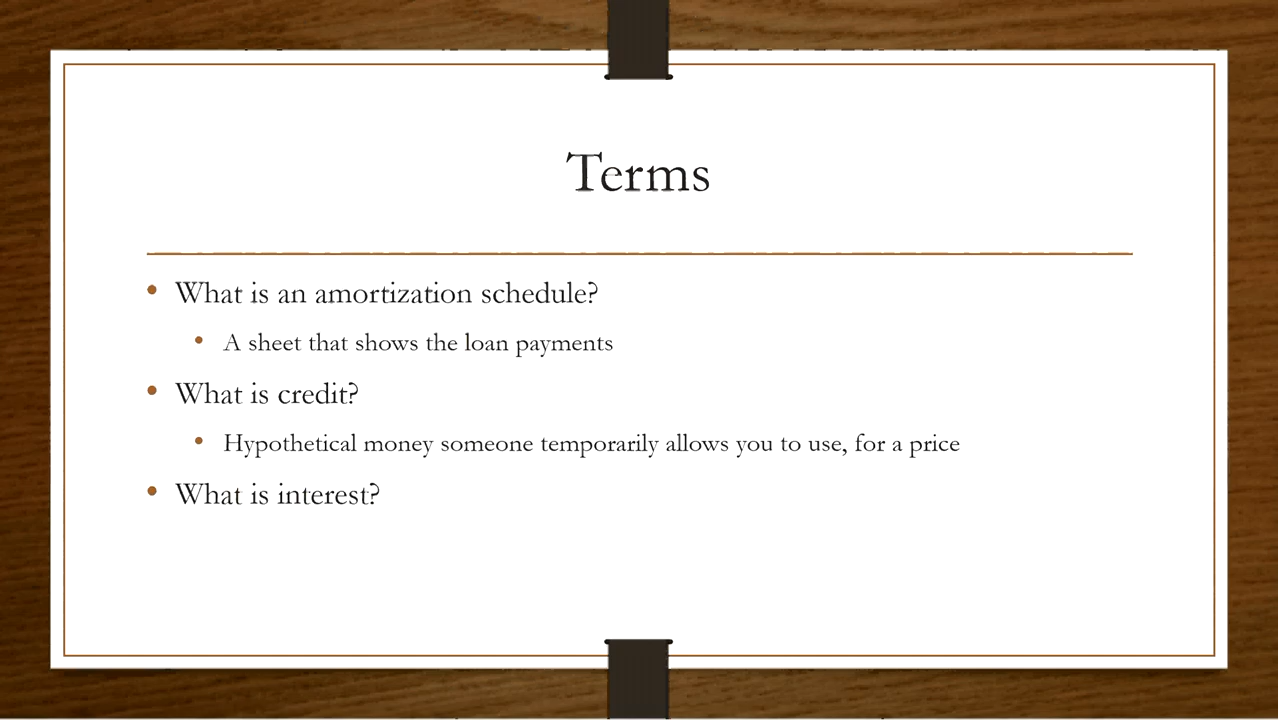 Terms
• What is an amortization schedule?
• A sheet that shows the loan payments
• What is credit?
• Hypothetical money someone temporarily allows you to use, for a price
• What is interest?